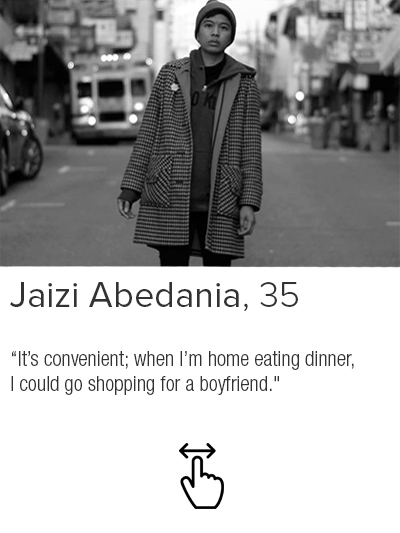 Jaizi Abedania, 35
“It’s convenient; when I’m home eating dinner,
I could go shopping for a boyfriend."